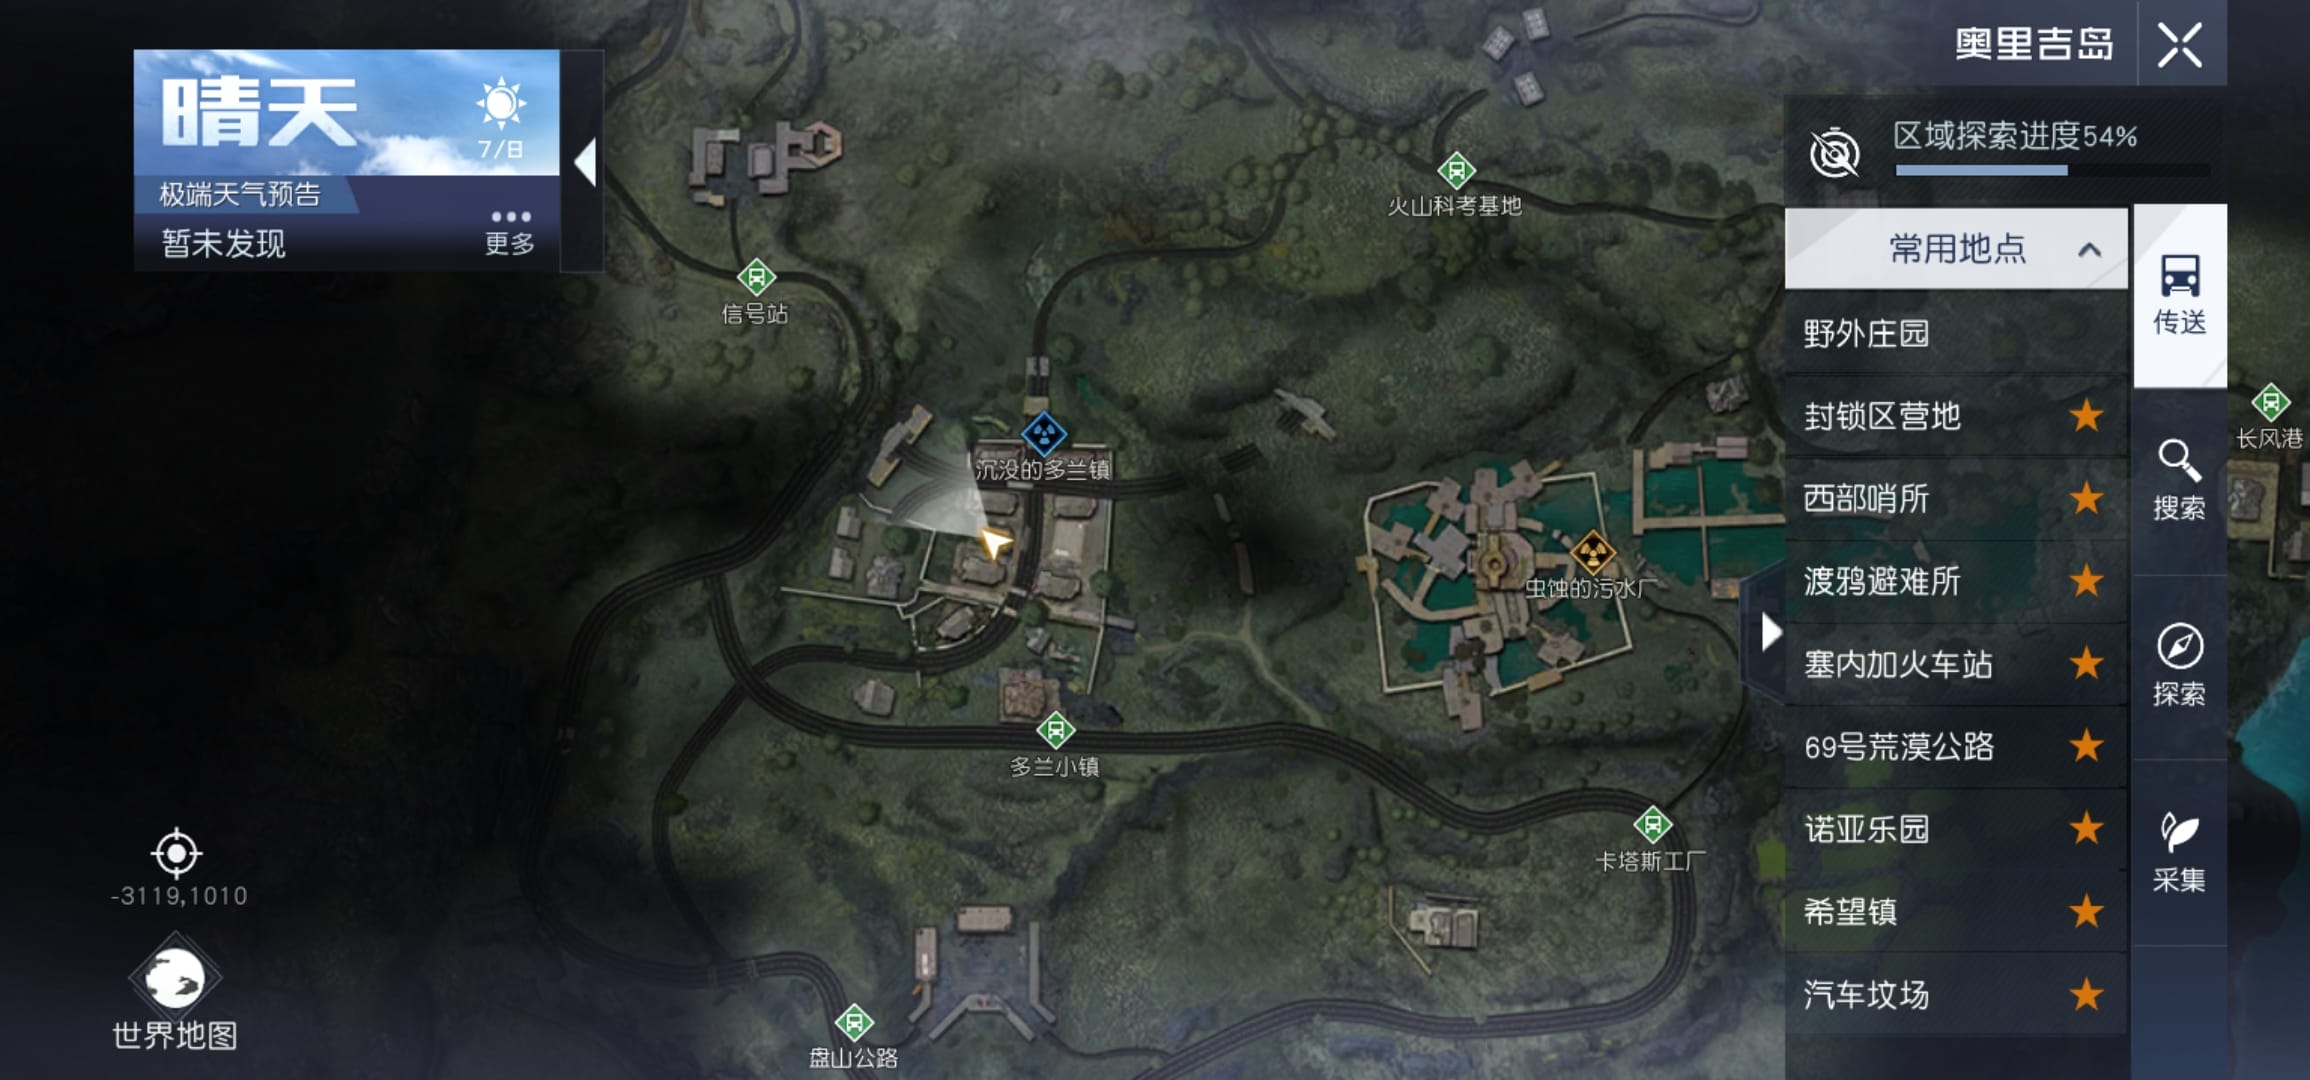 晴天
7/日
极端天气预告
暂未发现
更多
奥里吉岛
区域探索进度54%
常用地点
野外庄园
封锁区营地
西部哨所
渡鸦避难所
塞内加火车站
69号荒漠公路
诺亚乐园
希望镇
汽车坟场
传送
搜索
探索
采集
火山科考基地
信号站
长风港
沉没的多兰镇
虫蚀的污水厂
多兰小镇
卡塔斯工厂
盘山公路
-3119,1010
世界地图